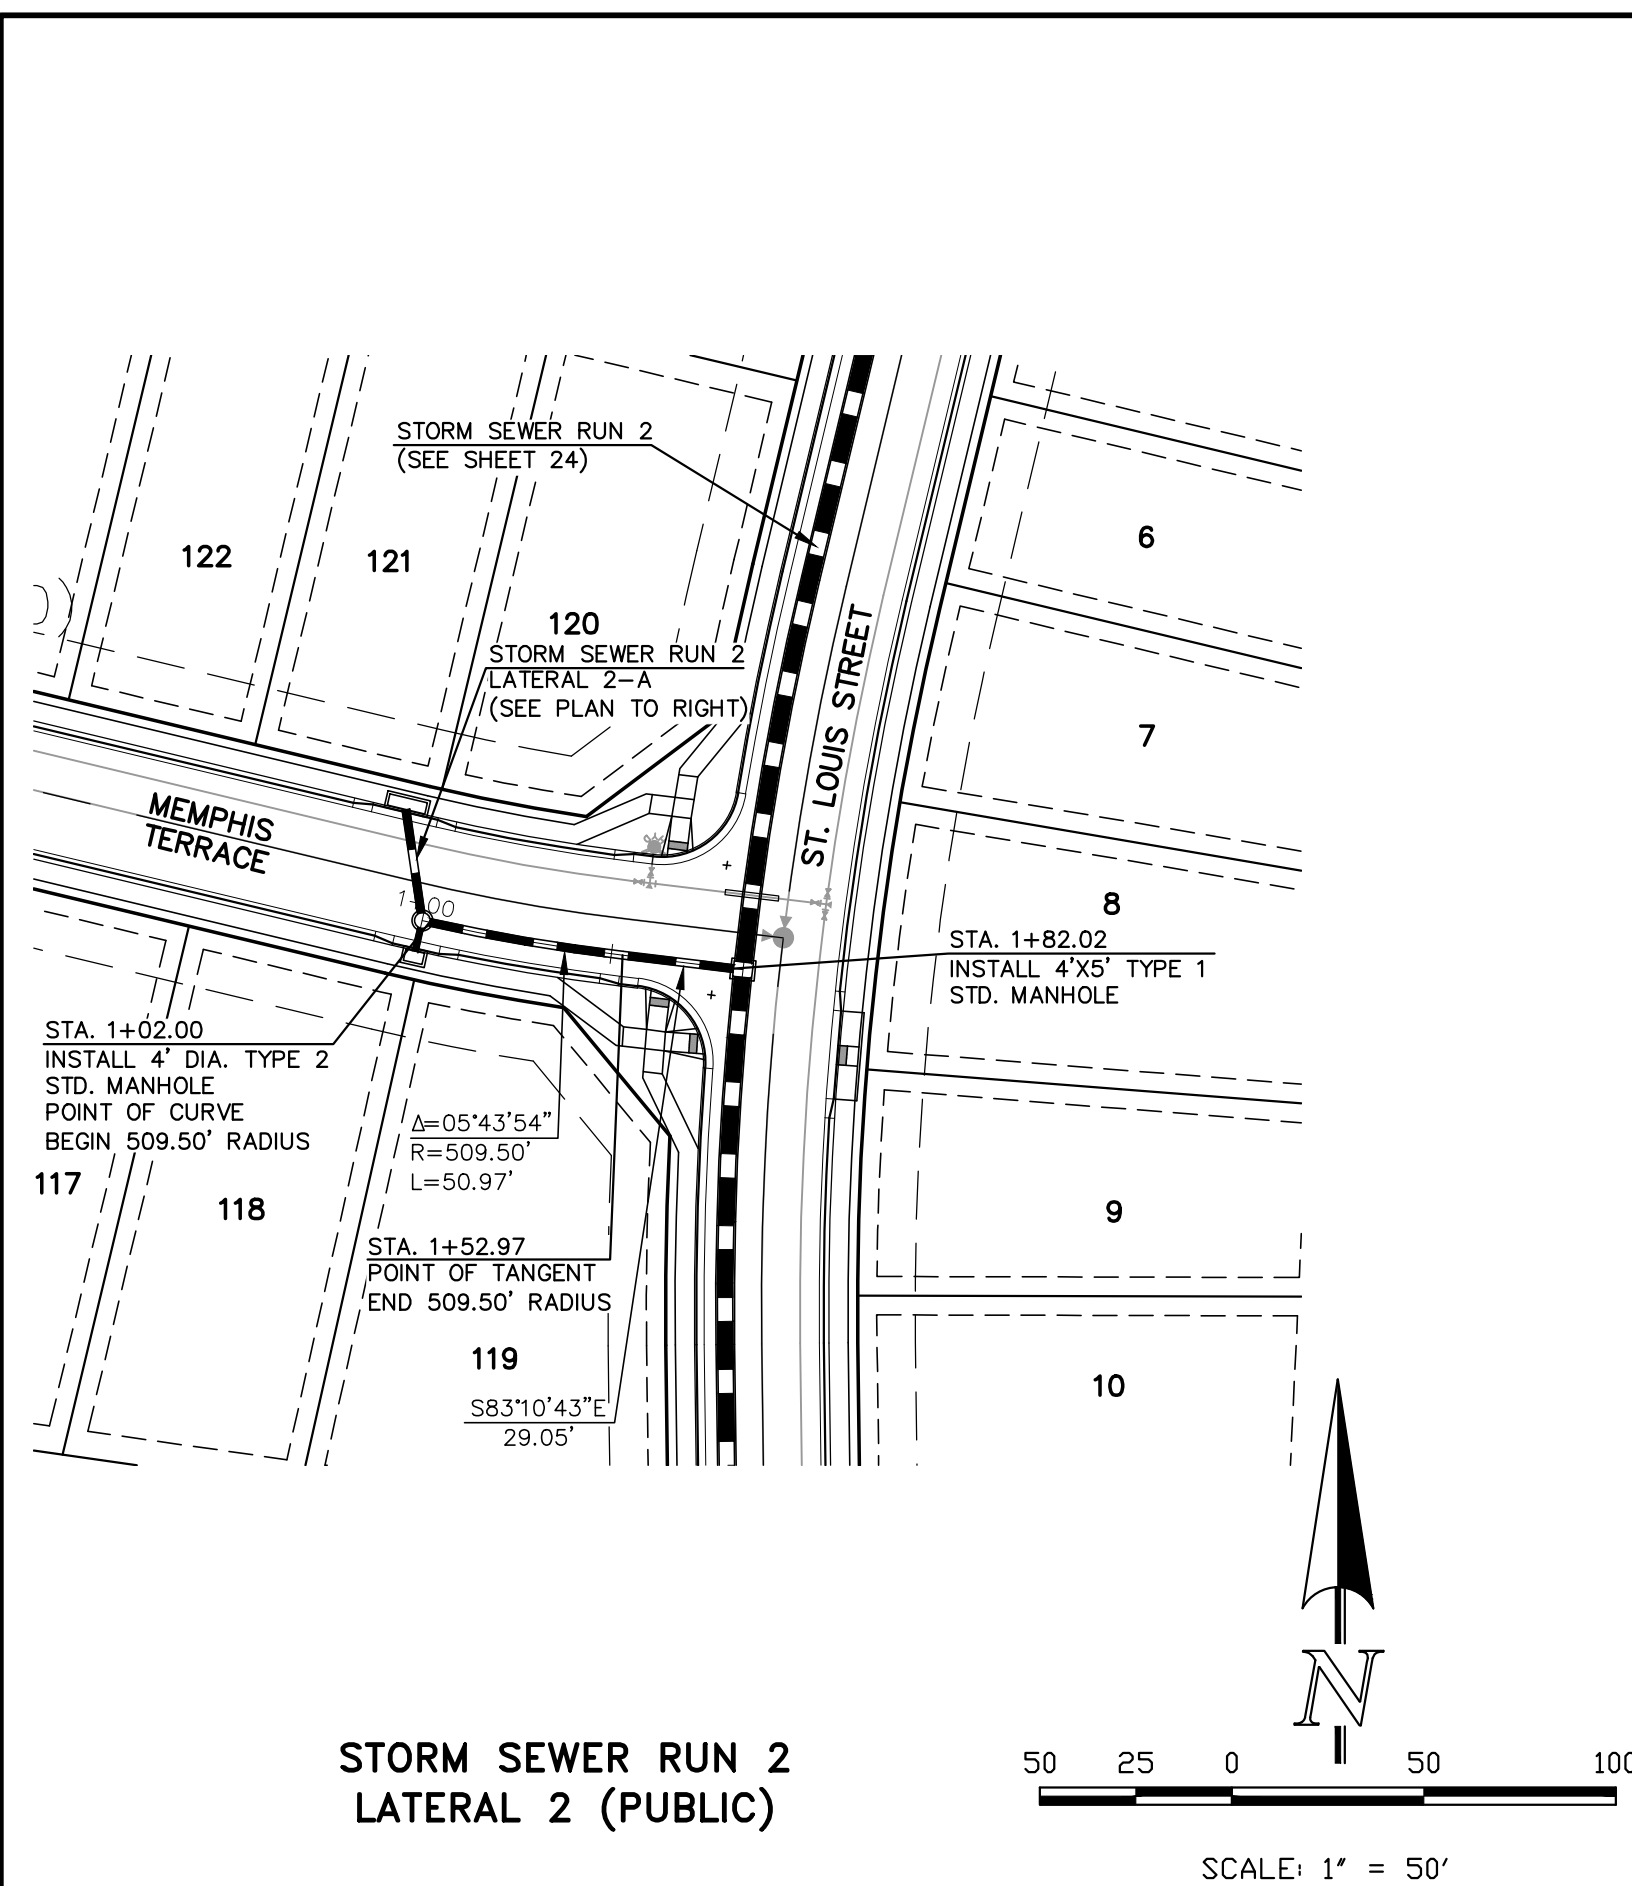 STORM SEWER RUN 2
(SEE SHEET 24)
122
121
120
6
STORM SEWER RUN 2
LATERAL 2-A
(SEE PLAN TO RIGHT)
ST. LOUIS STREET
7
MEMPHIS
TERRACE
8
STA. 1+82.02
INSTALL 4'X5' TYPE 1
STD. MANHOLE
STA. 1+02.00
INSTALL 4' DIA. TYPE 2
STD. MANHOLE
POINT OF CURVE
BEGIN 509.50' RADIUS
Δ=05°43'54"
R=509.50'
L=50.97'
117
118
9
STA. 1+52.97
POINT OF TANGENT
END 509.50' RADIUS
119
10
S83°10'43"E
29.05'
N
STORM SEWER RUN 2
LATERAL 2 (PUBLIC)
50 25 0 50 100
SCALE: 1" = 50'